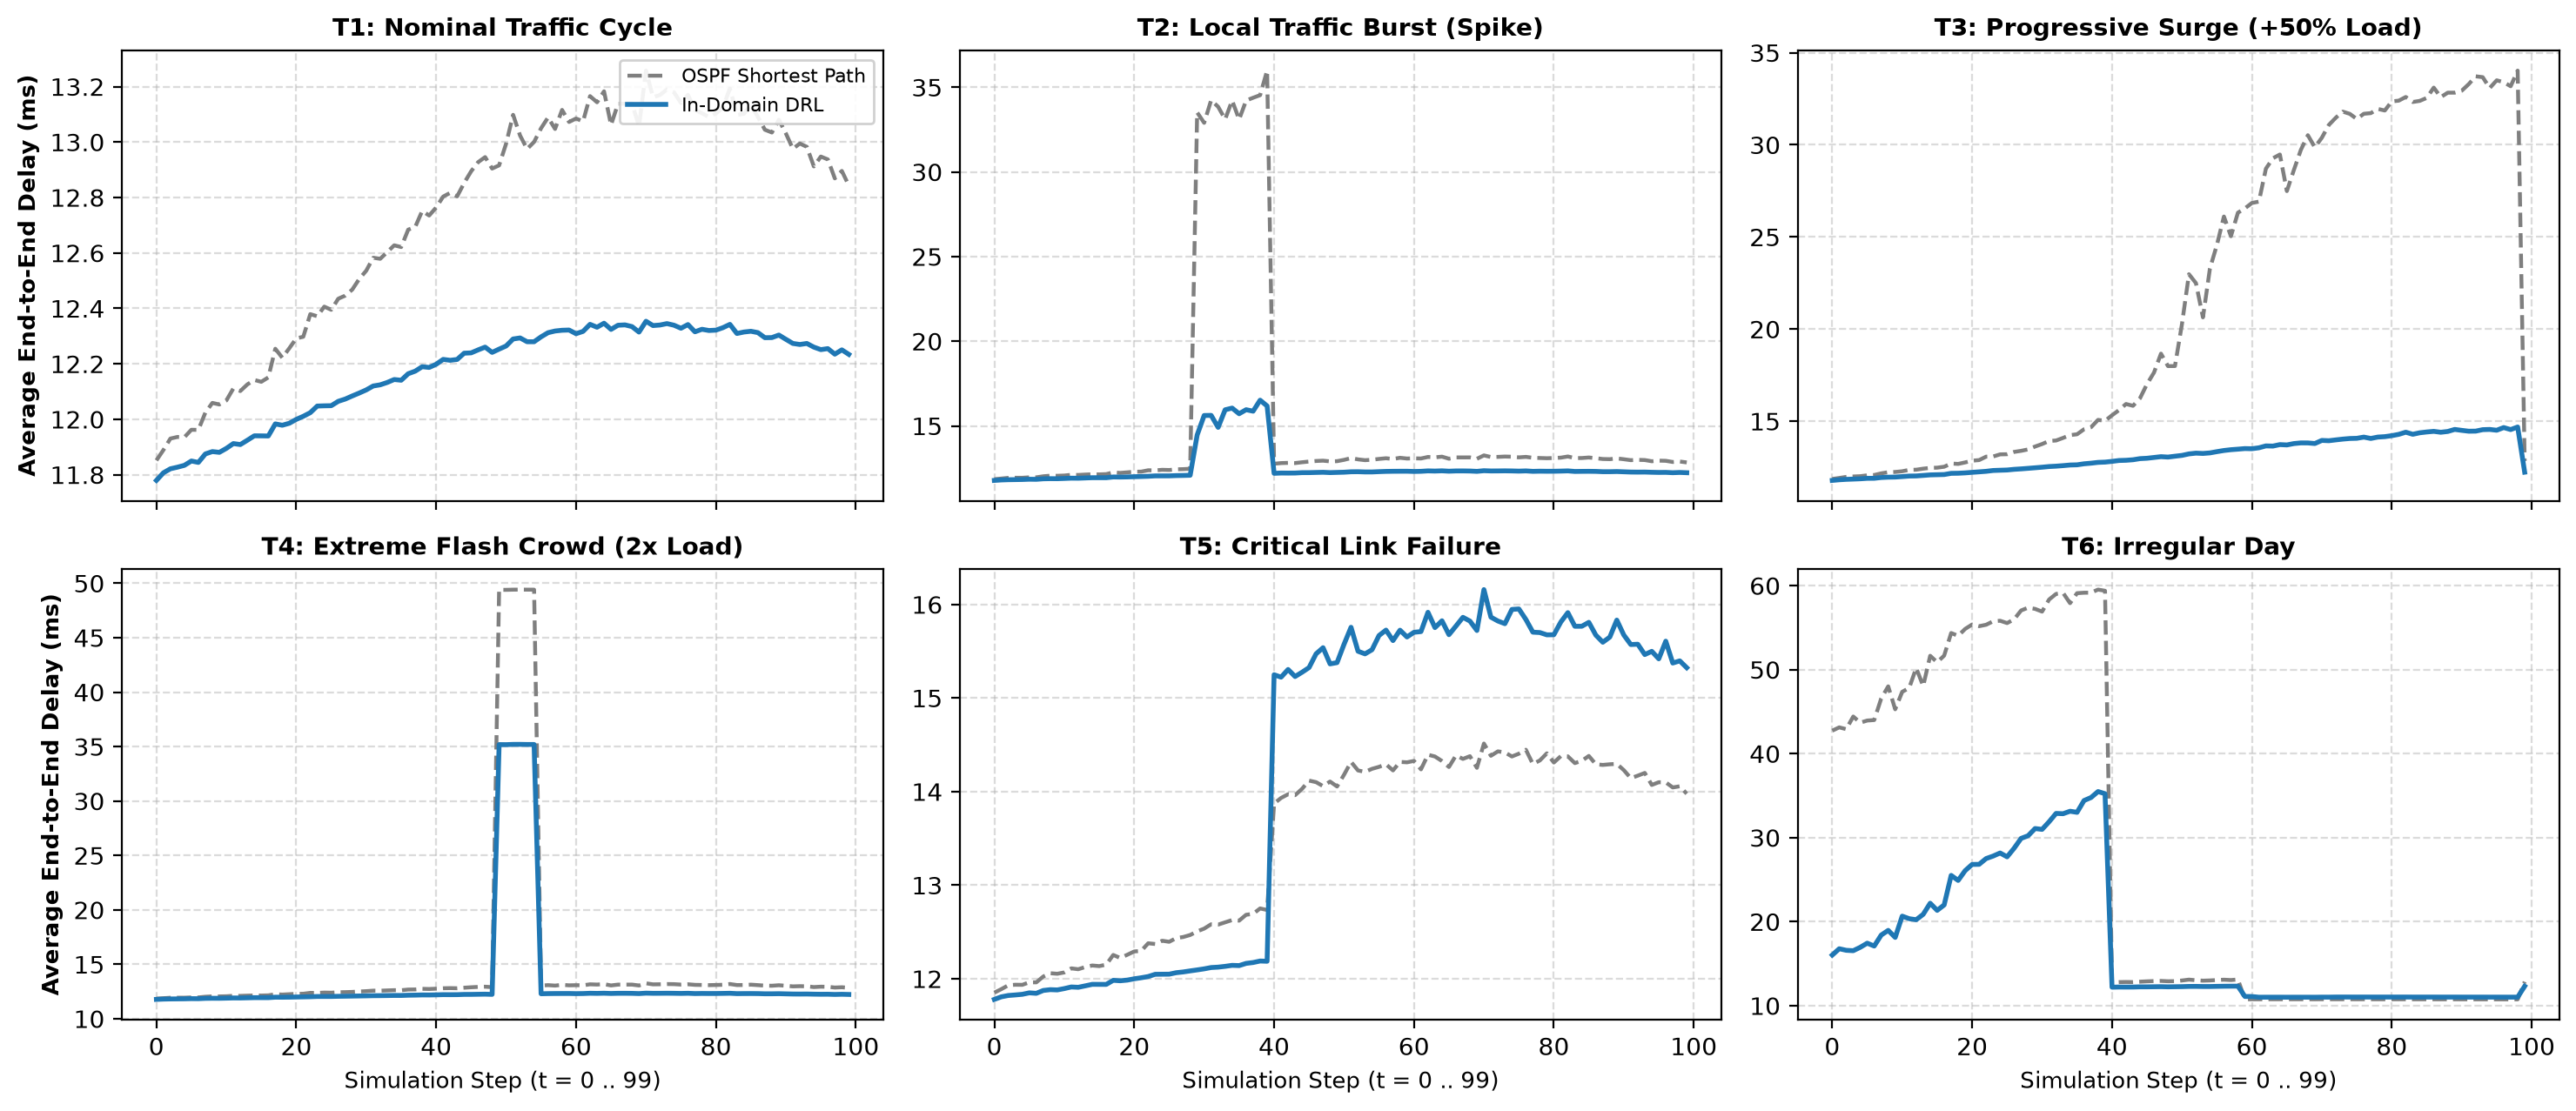 T1: Nominal Traffic Cycle
Average End-to-End Delay (ms)
13.2
13.0
12.8
12.6
12.4
12.2
12.0
11.8
OSPF Shortest Path
In-Domain DRL
T2: Local Traffic Burst (Spike)
35
30
25
20
15
T3: Progressive Surge (+50% Load)
35
30
25
20
15
T4: Extreme Flash Crowd (2x Load)
Average End-to-End Delay (ms)
50
45
40
35
30
25
20
15
10
0 20 40 60 80 100
Simulation Step (t = 0 .. 99)
T5: Critical Link Failure
16
15
14
13
12
0 20 40 60 80 100
Simulation Step (t = 0 .. 99)
T6: Irregular Day
60
50
40
30
20
10
0 20 40 60 80 100
Simulation Step (t = 0 .. 99)